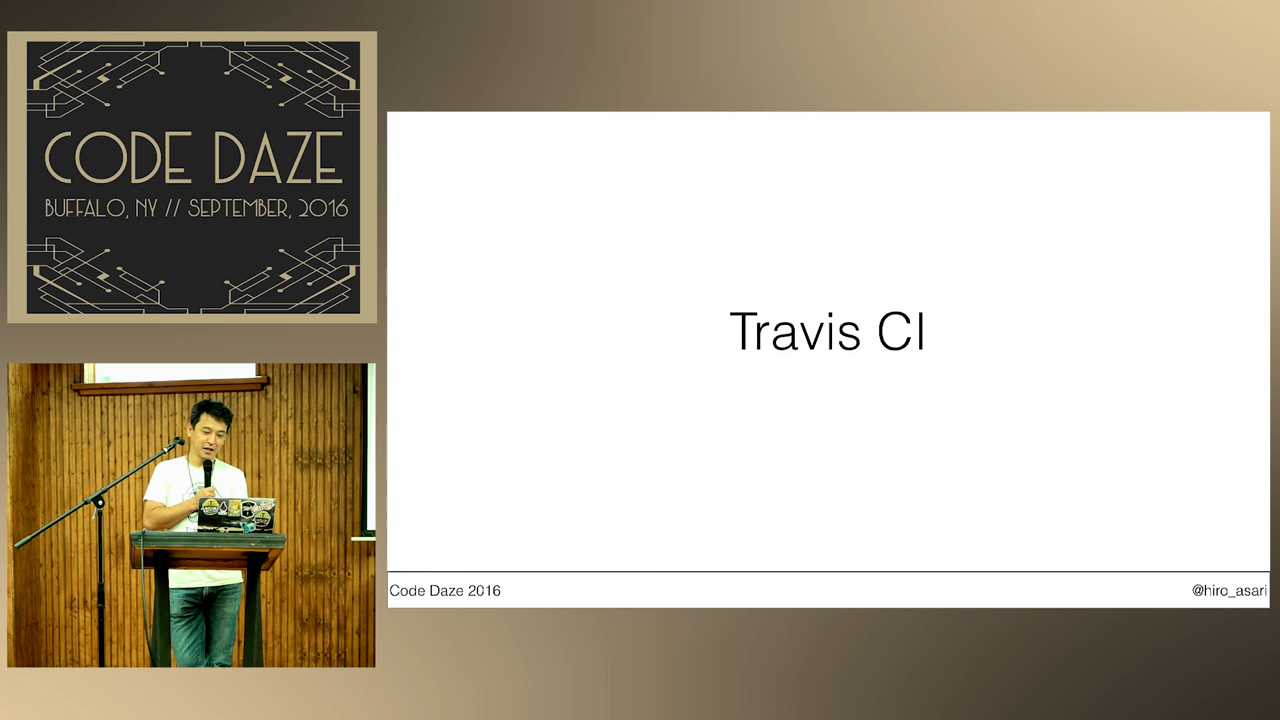 CODE DAZE
BUFFALO, NY // SEPTEMBER, 2016
Travis CI
Code Daze 2016
@hiro_asari